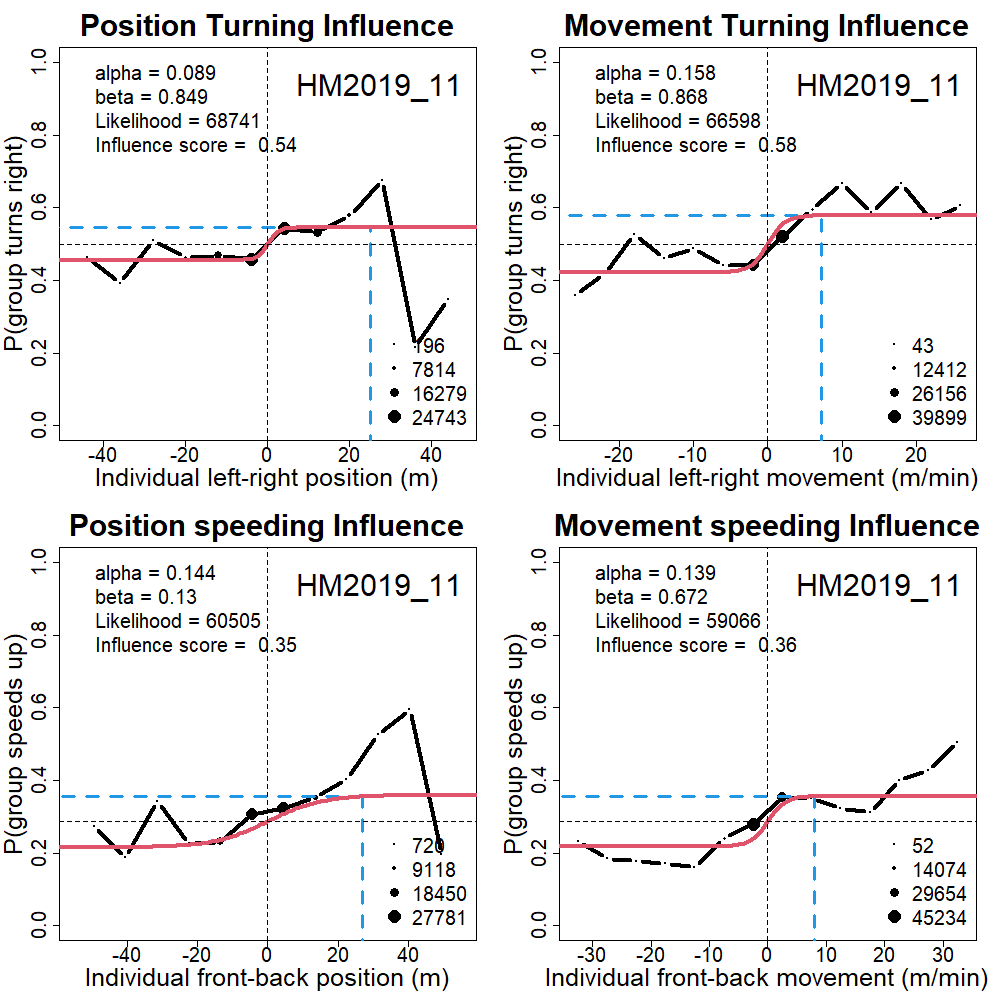 Position Turning Influence
alpha = 0.089
beta = 0.849
Likelihood = 68741
Influence score = 0.54
HM2019_11
P(group turns right)
0.0
0.2
0.4
0.6
0.8
1.0
196
7814
16279
24743
-40
-20
0
20
40
Individual left-right position (m)
Movement Turning Influence
alpha = 0.158
beta = 0.868
Likelihood = 66598
Influence score = 0.58
HM2019_11
P(group turns right)
0.0
0.2
0.4
0.6
0.8
1.0
43
12412
26156
39899
-20
-10
0
10
20
Individual left-right movement (m/min)
Position speeding Influence
alpha = 0.144
beta = 0.13
Likelihood = 60505
Influence score = 0.35
HM2019_11
P(group speeds up)
0.0
0.2
0.4
0.6
0.8
1.0
720
9118
18450
27781
-40
-20
0
20
40
Individual front-back position (m)
Movement speeding Influence
alpha = 0.139
beta = 0.672
Likelihood = 59066
Influence score = 0.36
HM2019_11
P(group speeds up)
0.0
0.2
0.4
0.6
0.8
1.0
52
14074
29654
45234
-30
-20
-10
0
10
20
30
Individual front-back movement (m/min)